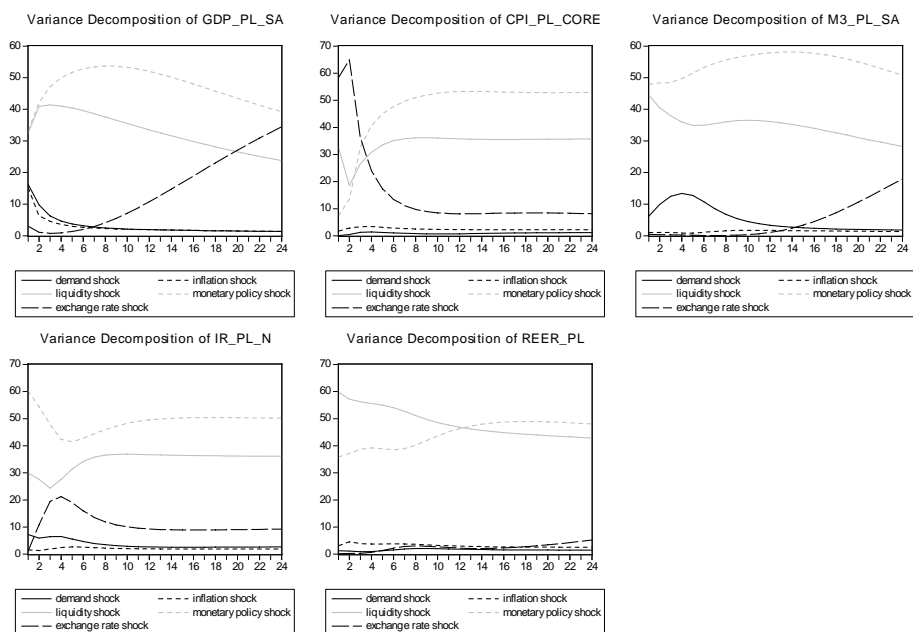 Variance Decomposition of GDP_PL_SA
60
50
40
30
20
10
0
2 4 6 8 10 12 14 16 18 20 22 24
demand shock inflation shock
liquidity shock monetary policy shock
exchange rate shock
Variance Decomposition of CPI_PL_CORE
70
60
50
40
30
20
10
0
2 4 6 8 10 12 14 16 18 20 22 24
demand shock inflation shock
liquidity shock monetary policy shock
exchange rate shock
Variance Decomposition of M3_PL_SA
60
50
40
30
20
10
0
2 4 6 8 10 12 14 16 18 20 22 24
demand shock inflation shock
liquidity shock monetary policy shock
exchange rate shock
Variance Decomposition of IR_PL_N
70
60
50
40
30
20
10
0
2 4 6 8 10 12 14 16 18 20 22 24
demand shock inflation shock
liquidity shock monetary policy shock
exchange rate shock
Variance Decomposition of REER_PL
70
60
50
40
30
20
10
0
2 4 6 8 10 12 14 16 18 20 22 24
demand shock inflation shock
liquidity shock monetary policy shock
exchange rate shock